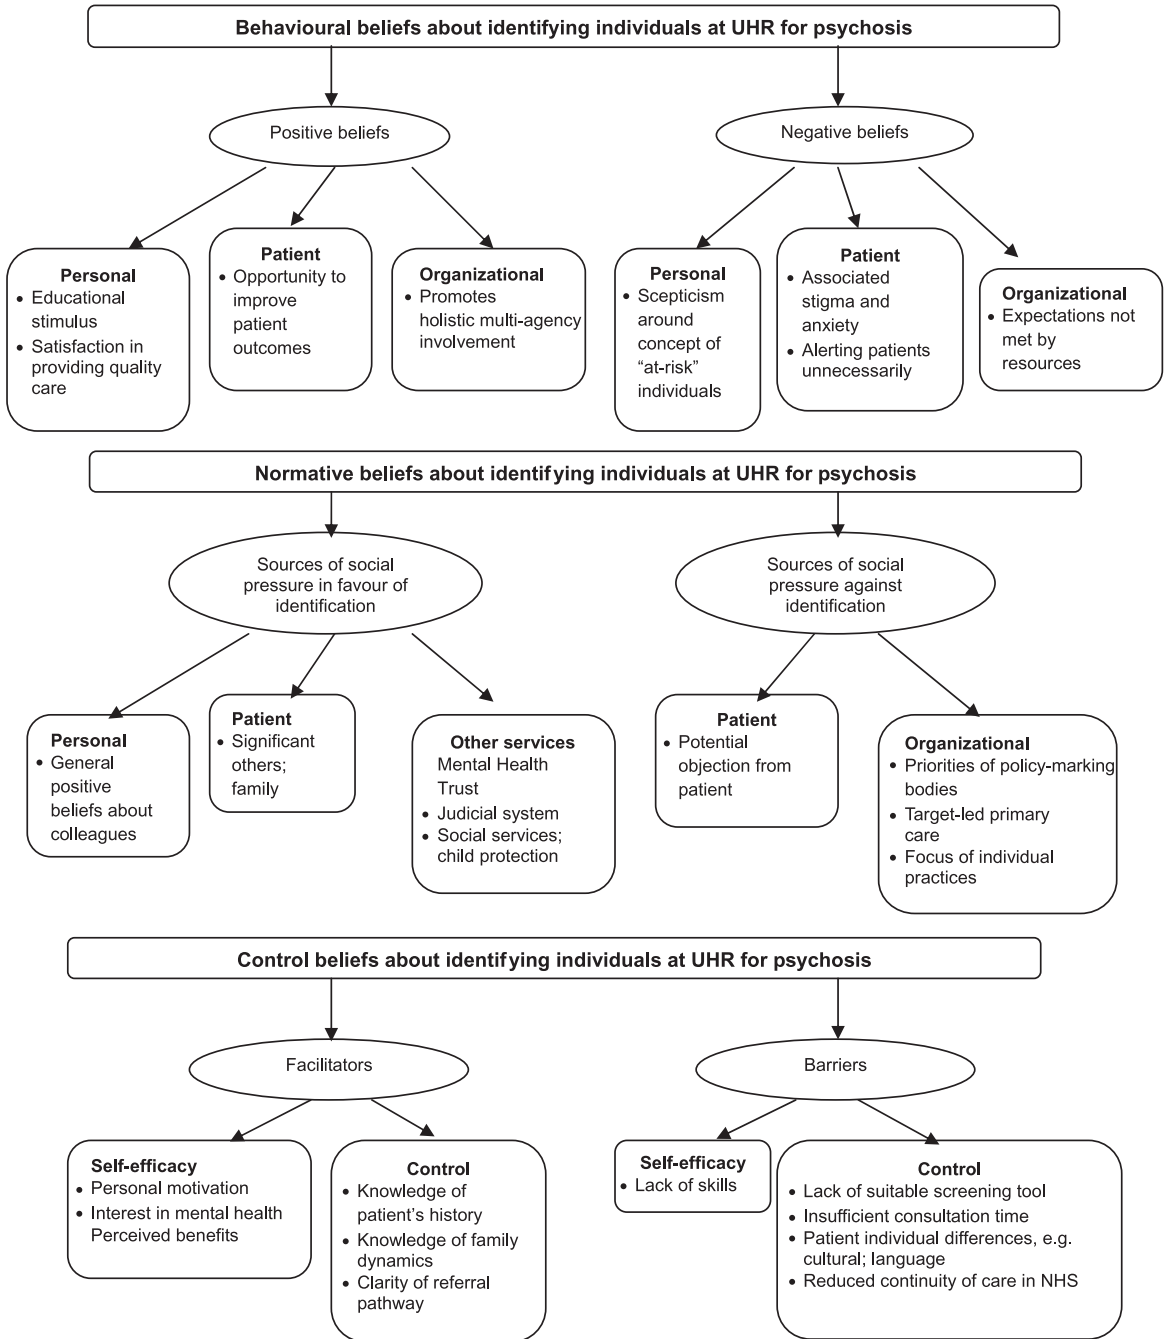 Behavioural beliefs about identifying individuals at UHR for psychosis
Positive beliefs
Negative beliefs
Personal
• Educational
stimulus
• Satisfaction in
providing quality
care
Patient
• Opportunity to
improve
patient
outcomes
Organizational
• Promotes
holistic multi-agency
involvement
Personal
• Scepticism
around
concept of
“at-risk”
individuals
Patient
• Associated
stigma and
anxiety
• Alerting patients
unnecessarily
Organizational
• Expectations not
met by
resources
Normative beliefs about identifying individuals at UHR for psychosis
Sources of social
pressure in favour of
identification
Sources of social
pressure against
identification
Personal
• General
positive
beliefs about
colleagues
Patient
• Significant
others;
family
Other services
Mental Health
Trust
• Judicial system
• Social services;
child protection
Patient
• Potential
objection from
patient
Organizational
• Priorities of policy-marking
bodies
• Target-led primary
care
• Focus of individual
practices
Control beliefs about identifying individuals at UHR for psychosis
Facilitators
Barriers
Self-efficacy
• Personal motivation
• Interest in mental health
Perceived benefits
Control
• Knowledge of
patient’s history
• Knowledge of family
dynamics
• Clarity of referral
pathway
Self-efficacy
• Lack of skills
Control
• Lack of suitable screening tool
• Insufficient consultation time
• Patient individual differences, e.g.
cultural; language
• Reduced continuity of care in NHS